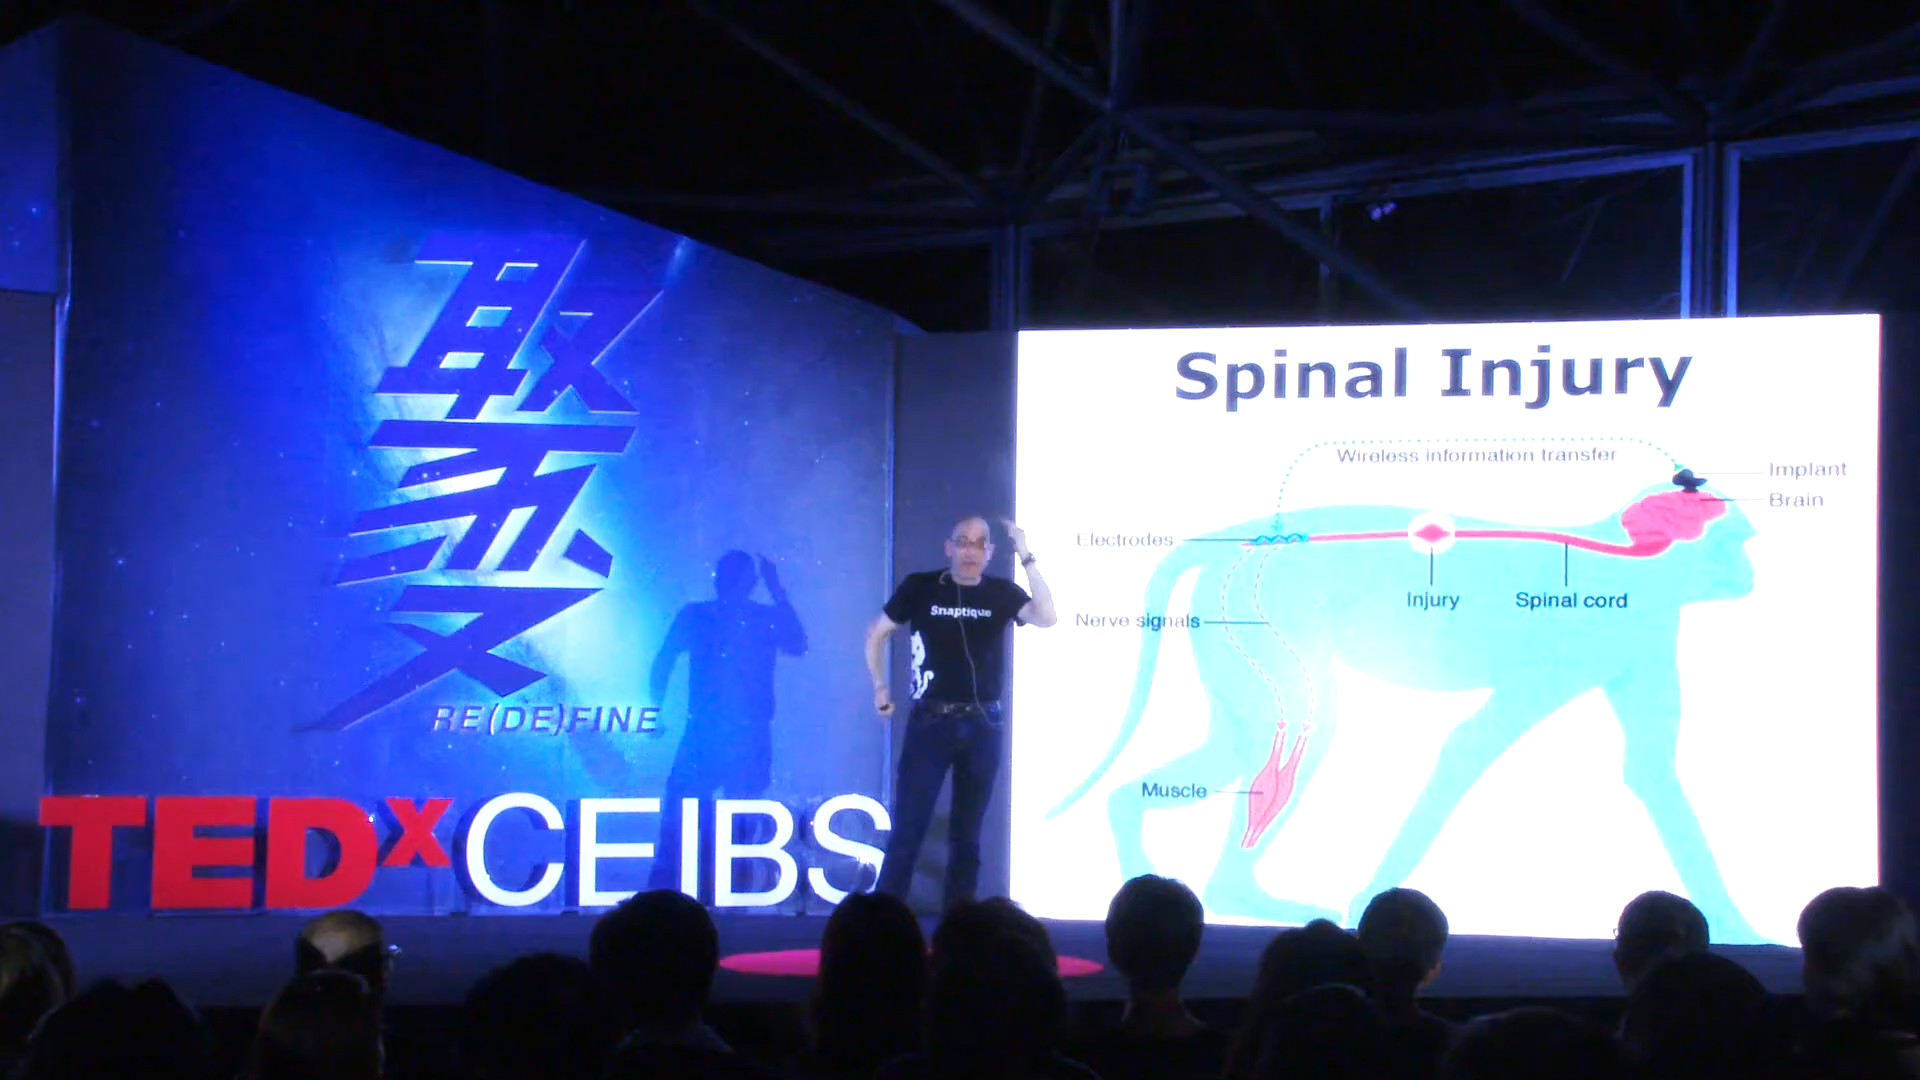 聚变
RE(DE)FINE
TEDxCEIBS
Snaptique
Spinal Injury
Wireless information transfer
Implant
Brain
Electrodes
Injury
Spinal cord
Nerve signals
Muscle